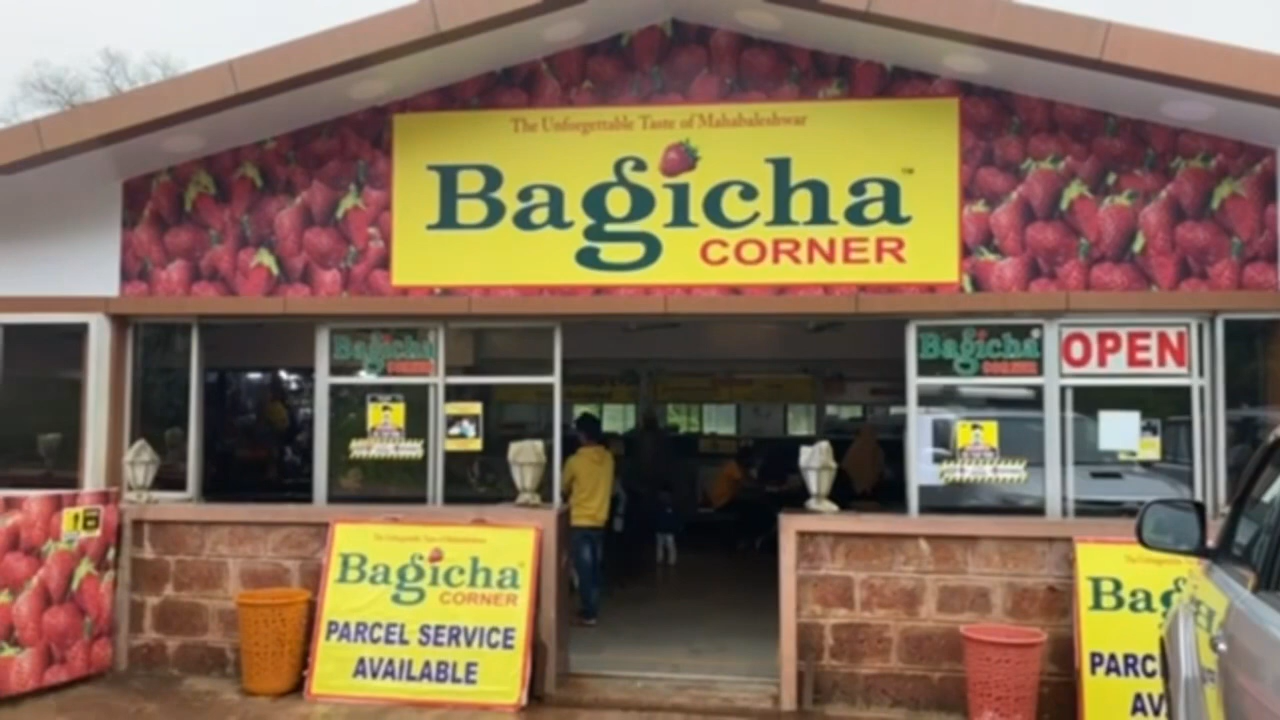 The Unforgettable Taste of Mahabaleshwar
Bagicha™
CORNER
Bagicha
CORNER
Bagicha
CORNER
OPEN
Bagicha
CORNER
PARCEL SERVICE
AVAILABLE
Bag
PARC
AV